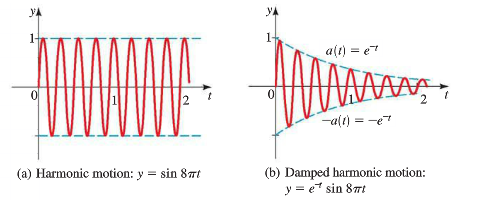 y
1
0
1
2
t
(a) Harmonic motion: y = sin 8πt
y
1
a(t) = e⁻ᵗ
0
1
2
t
−a(t) = −e⁻ᵗ
(b) Damped harmonic motion:
y = e⁻ᵗ sin 8πt